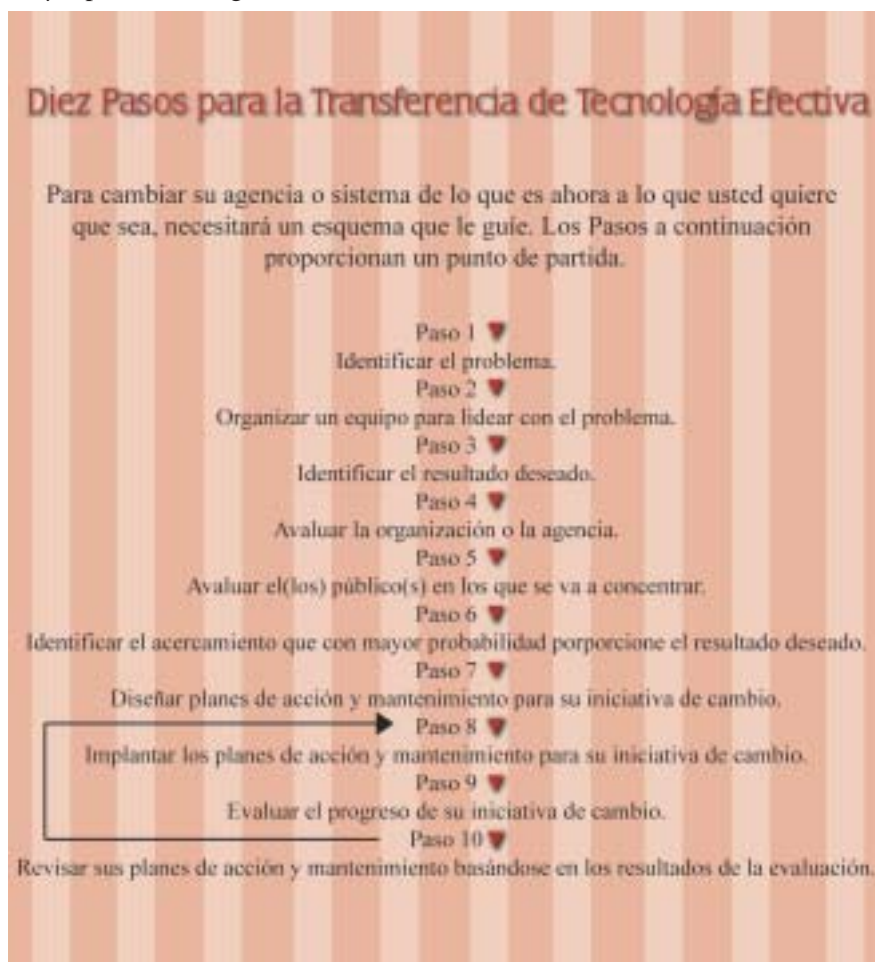 Diez Pasos para la Transferencia de Tecnología Efectiva
Para cambiar su agencia o sistema de lo que es ahora a lo que usted quiere
que sea, necesitará un esquema que le guíe. Los Pasos a continuación
proporcionan un punto de partida.
Paso 1
Identificar el problema.
Paso 2
Organizar un equipo para lidear con el problema.
Paso 3
Identificar el resultado deseado.
Paso 4
Avaluar la organización o la agencia.
Paso 5
Avaluar el(los) público(s) en los que se va a concentrar.
Paso 6
Identificar el acercamiento que con mayor probabilidad porporcione el resultado deseado.
Paso 7
Diseñar planes de acción y mantenimiento para su iniciativa de cambio.
Paso 8
Implantar los planes de acción y mantenimiento para su iniciativa de cambio.
Paso 9
Evaluar el progreso de su iniciativa de cambio.
Paso 10
Revisar sus planes de acción y mantenimiento basándose en los resultados de la evaluación.